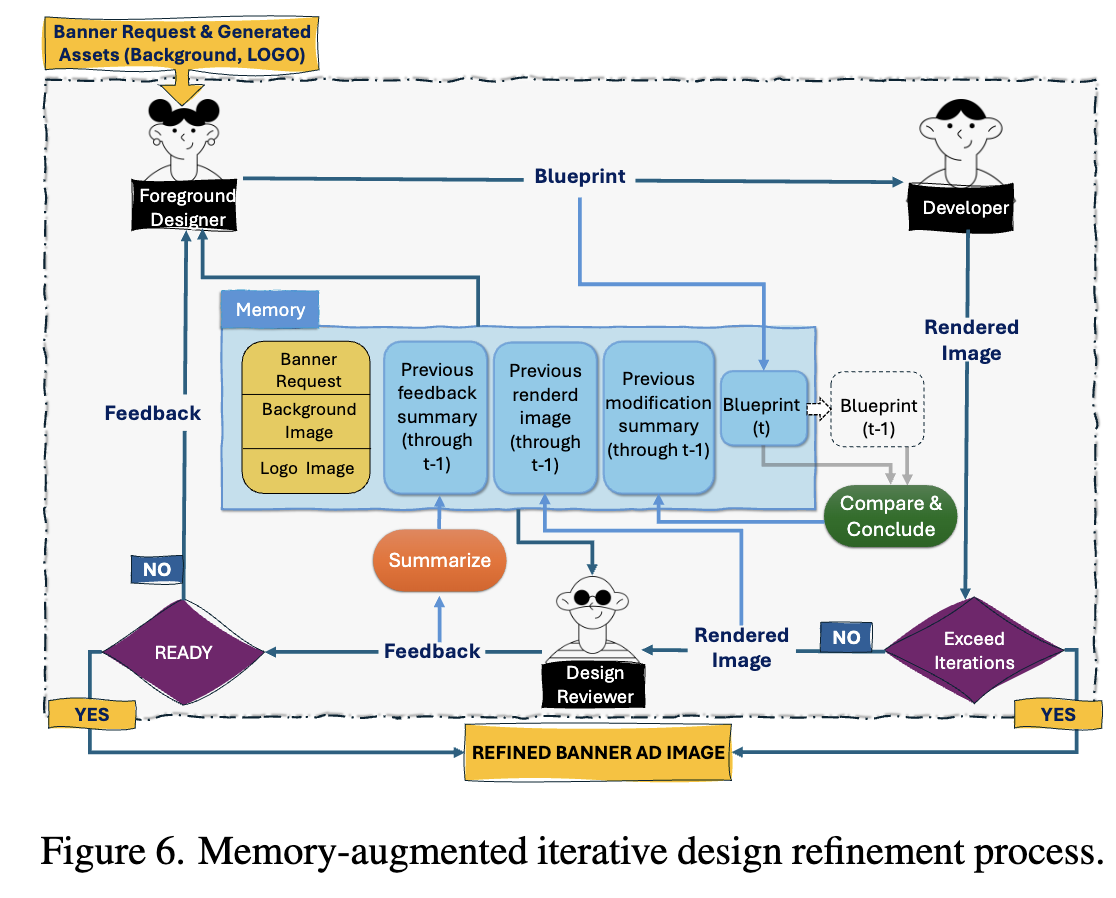 Banner Request & Generated
Assets (Background, LOGO)
Foreground
Designer
Blueprint
Developer
Memory
Rendered
Image
Banner
Request
Background
Image
Logo Image
Previous
feedback
summary
(through
t-1)
Previous
renderd
image
(through
t-1)
Previous
modification
summary
(through t-1)
Blueprint
(t)
Blueprint
(t-1)
Feedback
Compare &
Conclude
Summarize
NO
READY
Feedback
Design
Reviewer
Rendered
Image
NO
Exceed
Iterations
YES
YES
REFINED BANNER AD IMAGE
Figure 6. Memory-augmented iterative design refinement process.